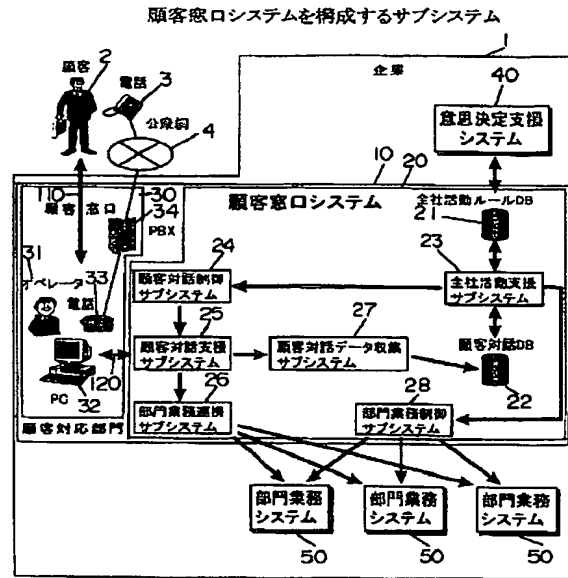 顧客窓口システムを構成するサブシステム
1
企業
2
顧客
電話
3
公衆網
4
40
意思決定支援
システム
10
20
110
30
顧客窓口
34
PBX
顧客窓口システム
全社活動ルールDB
21
31
オペレータ
33
電話
24
顧客対話制御
サブシステム
23
全社活動支援
サブシステム
25
顧客対話支援
サブシステム
27
顧客対話データ収集
サブシステム
顧客対話DB
22
120
PC
32
26
部門業務連携
サブシステム
28
部門業務制御
サブシステム
顧客対応部門
部門業務
システム
50
部門業務
システム
50
部門業務
システム
50